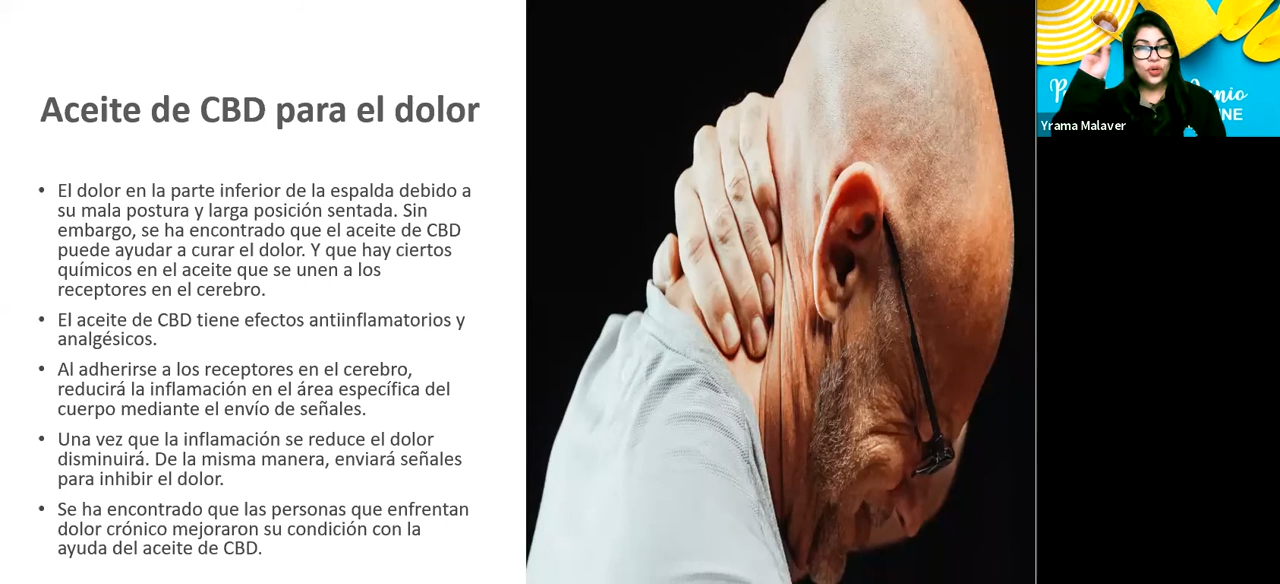 Aceite de CBD para el dolor
• El dolor en la parte inferior de la espalda debido a
su mala postura y larga posición sentada. Sin
embargo, se ha encontrado que el aceite de CBD
puede ayudar a curar el dolor. Y que hay ciertos
químicos en el aceite que se unen a los
receptores en el cerebro.
• El aceite de CBD tiene efectos antiinflamatorios y
analgésicos.
• Al adherirse a los receptores en el cerebro,
reducirá la inflamación en el área específica del
cuerpo mediante el envío de señales.
• Una vez que la inflamación se reduce el dolor
disminuirá. De la misma manera, enviará señales
para inhibir el dolor.
• Se ha encontrado que las personas que enfrentan
dolor crónico mejoraron su condición con la
ayuda del aceite de CBD.
Yrama Malaver